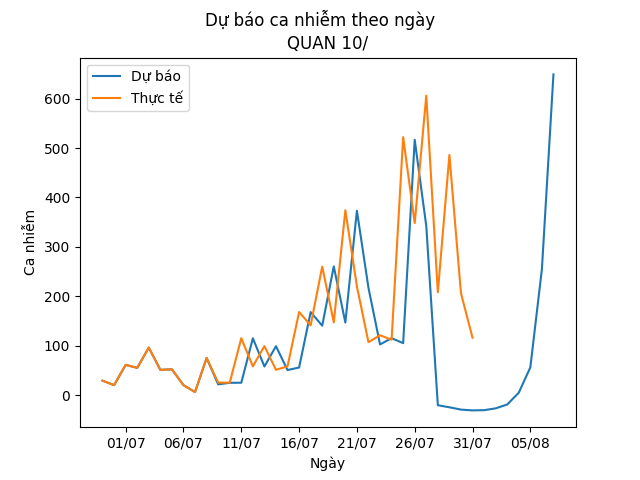 Dự báo ca nhiễm theo ngày
QUAN 10/
Dự báo
Thực tế
600
500
400
300
200
100
0
Ca nhiễm
01/07 06/07 11/07 16/07 21/07 26/07 31/07 05/08
Ngày